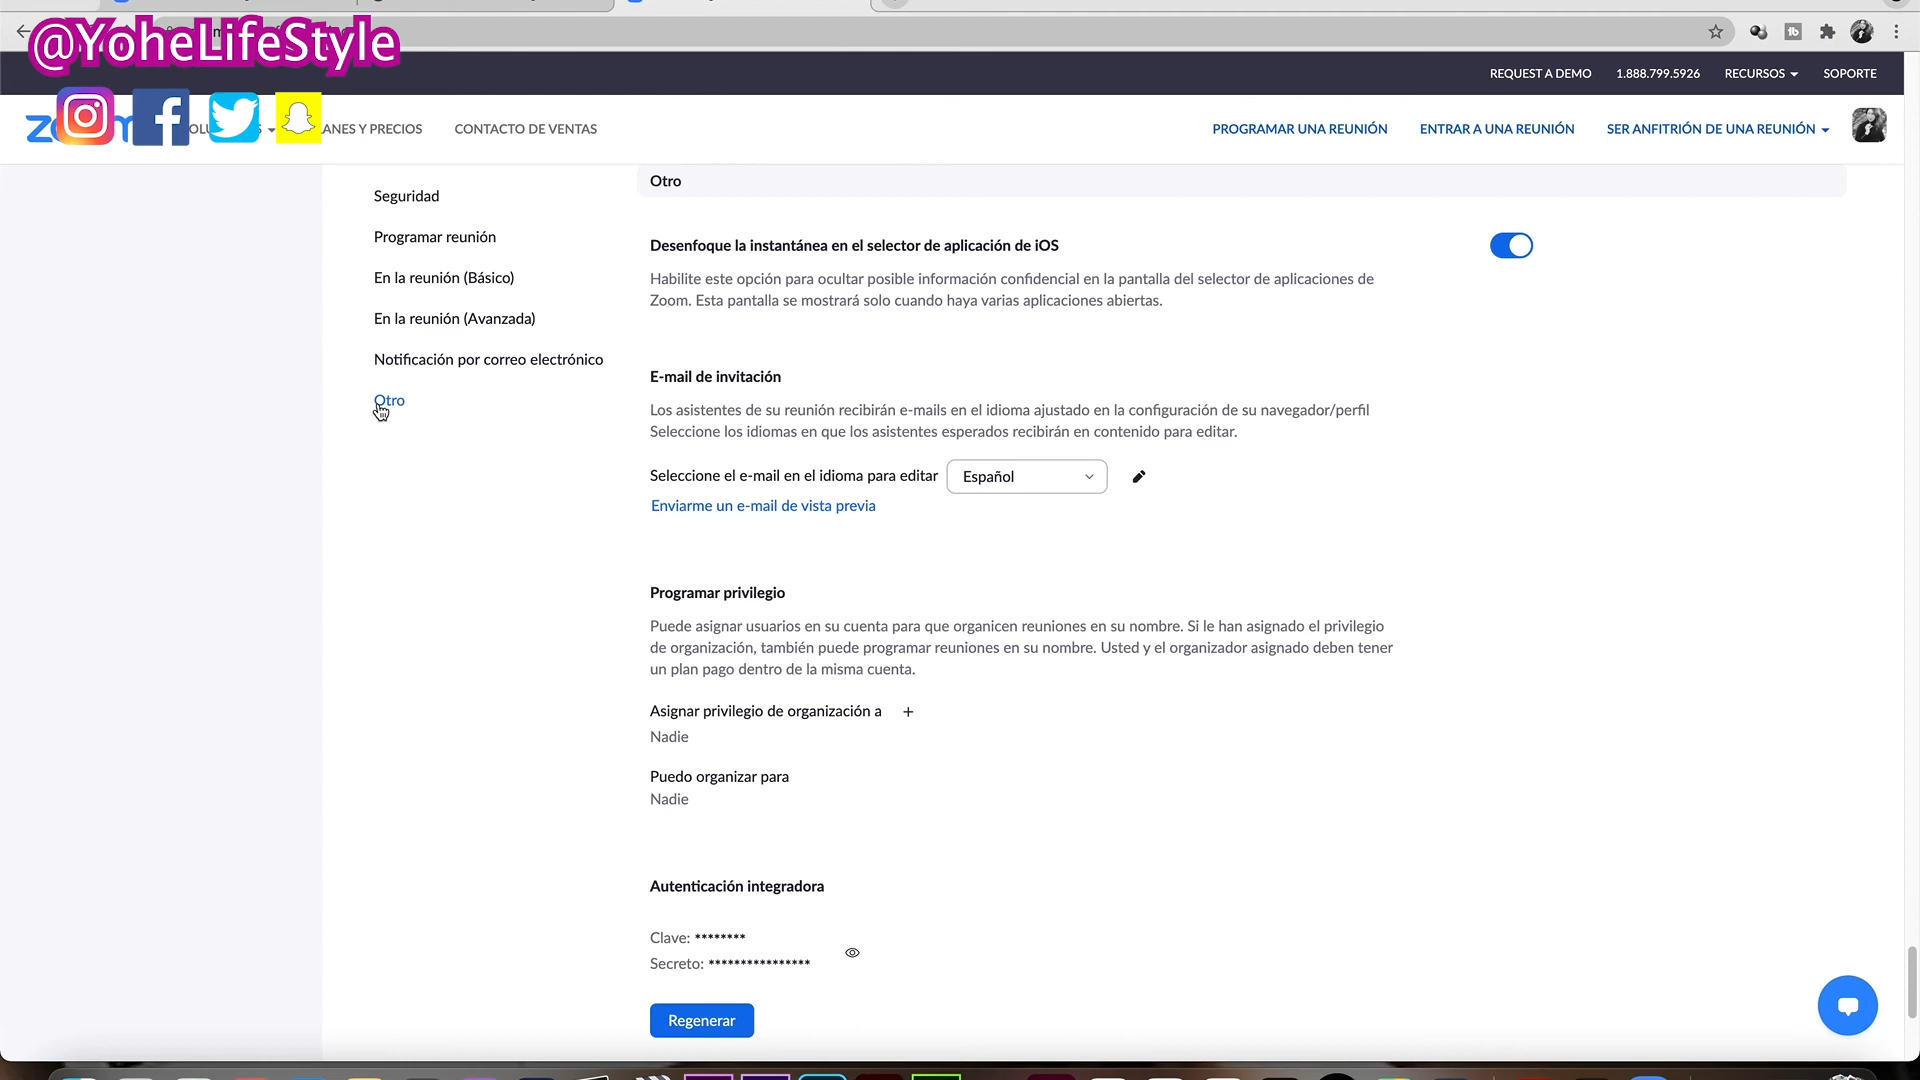 @YoheLifeStyle
REQUEST A DEMO 1.888.799.5926 RECURSOS SOPORTE
PLANES Y PRECIOS CONTACTO DE VENTAS PROGRAMAR UNA REUNIÓN ENTRAR A UNA REUNIÓN SER ANFITRIÓN DE UNA REUNIÓN
Seguridad
Programar reunión
En la reunión (Básico)
En la reunión (Avanzada)
Notificación por correo electrónico
Otro
Otro
Desenfoque la instantánea en el selector de aplicación de iOS
Habilite este opción para ocultar posible información confidencial en la pantalla del selector de aplicaciones de
Zoom. Esta pantalla se mostrará solo cuando haya varias aplicaciones abiertas.
E-mail de invitación
Los asistentes de su reunión recibirán e-mails en el idioma ajustado en la configuración de su navegador/perfil
Seleccione los idiomas en que los asistentes esperados recibirán en contenido para editar.
Seleccione el e-mail en el idioma para editar Español
Enviarme un e-mail de vista previa
Programar privilegio
Puede asignar usuarios en su cuenta para que organicen reuniones en su nombre. Si le han asignado el privilegio
de organización, también puede programar reuniones en su nombre. Usted y el organizador asignado deben tener
un plan pago dentro de la misma cuenta.
Asignar privilegio de organización a +
Nadie
Puedo organizar para
Nadie
Autenticación integradora
Clave: ********
Secreto: ****************
Regenerar